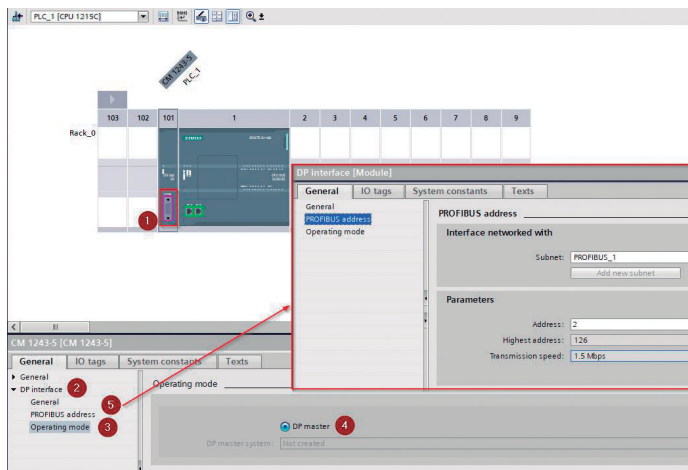 PLC_1 [CPU 1215C]
CM 1243-5
PLC_1
103 102 101 1 2 3 4 5 6 7 8 9
Rack_0
SIEMENS
1
DP interface [Module]
General IO tags System constants Texts
General
PROFIBUS address
Operating mode
PROFIBUS address
Interface networked with
Subnet: PROFIBUS_1
Add new subnet
Parameters
Address: 2
Highest address: 126
Transmission speed: 1.5 Mbps
CM 1243-5 [CM 1243-5]
General IO tags System constants Texts
General
DP interface 2
General 5
PROFIBUS address
Operating mode 3
Operating mode
DP master 4
DP master system: Not created